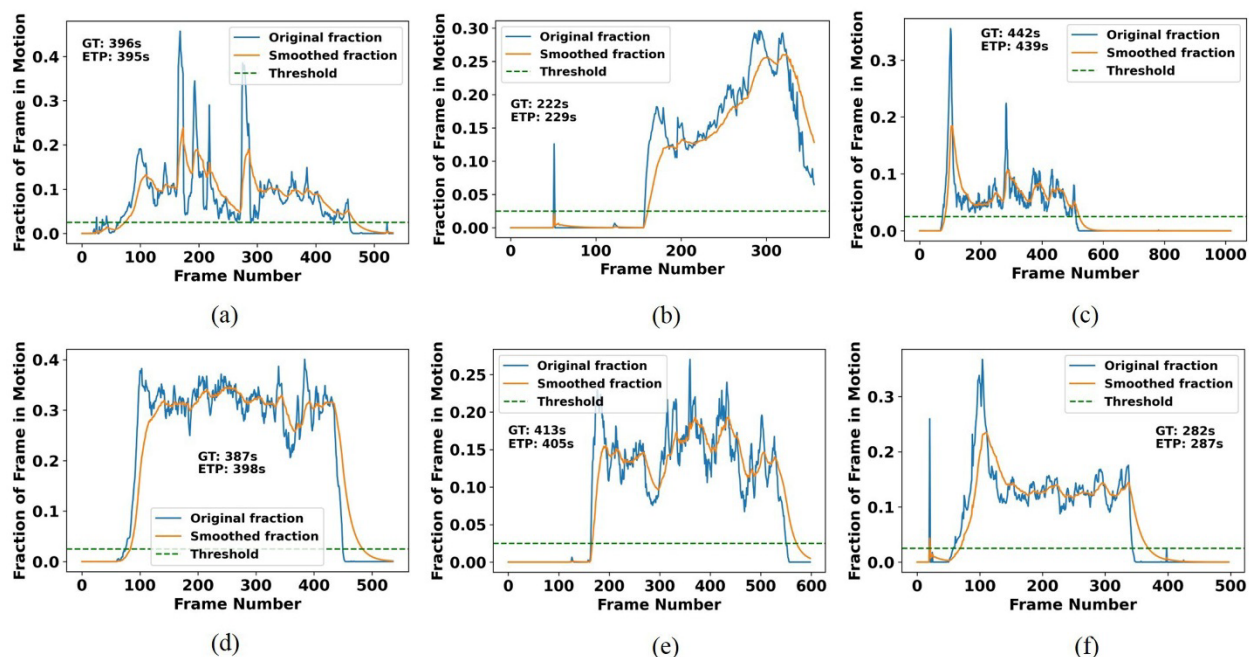 GT: 396s
ETP: 395s
Original fraction
Smoothed fraction
Threshold
Fraction of Frame in Motion
0.4
0.3
0.2
0.1
0.0
0 100 200 300 400 500
Frame Number
(a)
Original fraction
Smoothed fraction
Threshold
GT: 222s
ETP: 229s
Fraction of Frame in Motion
0.30
0.25
0.20
0.15
0.10
0.05
0.00
0 100 200 300
Frame Number
(b)
GT: 442s
ETP: 439s
Original fraction
Smoothed fraction
Threshold
Fraction of Frame in Motion
0.3
0.2
0.1
0.0
0 200 400 600 800 1000
Frame Number
(c)
Fraction of Frame in Motion
0.4
0.3
0.2
0.1
0.0
GT: 387s
ETP: 398s
Original fraction
Smoothed fraction
Threshold
0 100 200 300 400 500
Frame Number
(d)
Original fraction
Smoothed fraction
Threshold
GT: 413s
ETP: 405s
Fraction of Frame in Motion
0.25
0.20
0.15
0.10
0.05
0.00
0 100 200 300 400 500 600
Frame Number
(e)
Original fraction
Smoothed fraction
Threshold
GT: 282s
ETP: 287s
Fraction of Frame in Motion
0.3
0.2
0.1
0.0
0 100 200 300 400 500
Frame Number
(f)